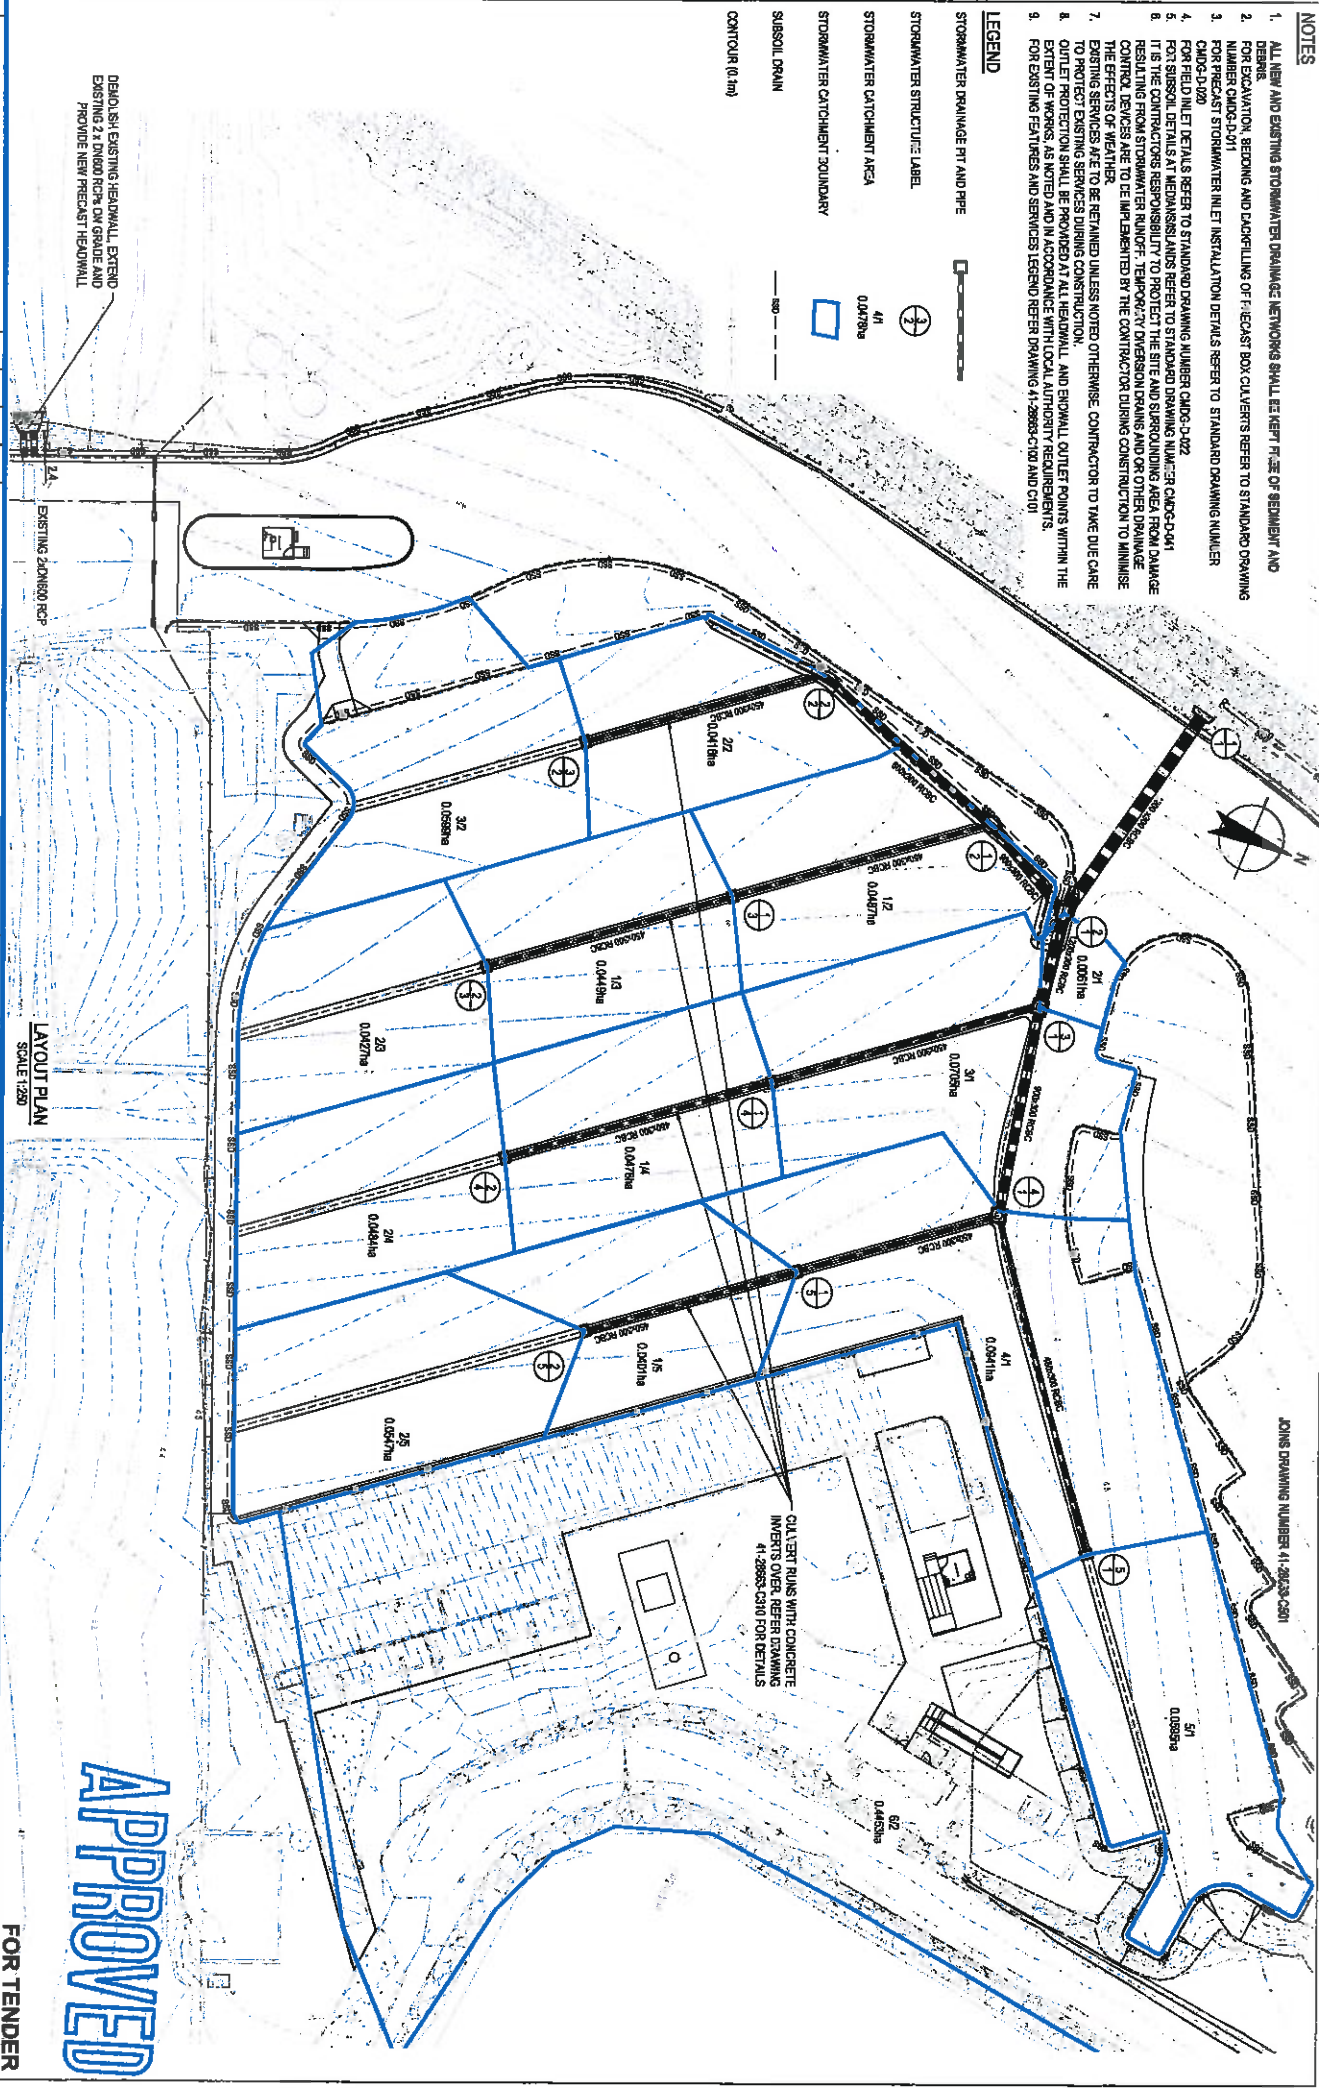 NOTES
1. ALL NEW AND EXISTING STORMWATER DRAINAGE NETWORKS SHALL BE KEPT FREE OF SEDIMENT AND
DEBRIS.
2. FOR EXCAVATION, BEDDING AND BACKFILLING OF PRECAST BOX CULVERTS REFER TO STANDARD DRAWING
NUMBER CMDG-D-011
3. FOR PRECAST STORMWATER INLET INSTALLATION DETAILS REFER TO STANDARD DRAWING NUMBER
CMDG-D-020
4. FOR FIELD INLET DETAILS REFER TO STANDARD DRAWING NUMBER CMDG-D-022
5. FOR SUBSOIL DETAILS AT MEDIANS/ISLANDS REFER TO STANDARD DRAWING NUMBER CMDG-D-041
6. IT IS THE CONTRACTORS RESPONSIBILITY TO PROTECT THE SITE AND SURROUNDING AREA FROM DAMAGE
RESULTING FROM STORMWATER RUNOFF. TEMPORARY DIVERSION DRAINS AND OR OTHER DRAINAGE
CONTROL DEVICES ARE TO BE IMPLEMENTED BY THE CONTRACTOR DURING CONSTRUCTION TO MINIMISE
THE EFFECTS OF WEATHER.
7. EXISTING SERVICES ARE TO BE RETAINED UNLESS NOTED OTHERWISE. CONTRACTOR TO TAKE DUE CARE
TO PROTECT EXISTING SERVICES DURING CONSTRUCTION.
8. OUTLET PROTECTION SHALL BE PROVIDED AT ALL HEADWALL AND ENDWALL OUTLET POINTS WITHIN THE
EXTENT OF WORKS, AS NOTED AND IN ACCORDANCE WITH LOCAL AUTHORITY REQUIREMENTS.
9. FOR EXISTING FEATURES AND SERVICES LEGEND REFER DRAWING 41-28663-C100 AND C101
LEGEND
STORMWATER DRAINAGE PIT AND PIPE
STORMWATER STRUCTURE LABEL
3
2
STORMWATER CATCHMENT AREA
4/1
0.0478ha
STORMWATER CATCHMENT BOUNDARY
SUBSOIL DRAIN
SSD
CONTOUR (0.1m)
N
JOINS DRAWING NUMBER 41-28663-C501
2/1
0.0061ha
3/1
0.0705ha
4/1
0.0941ha
5/1
6/2
0.4463ha
2/2
0.0416ha
3/2
0.0599ha
1/2
0.0487ha
1/3
0.0449ha
2/3
0.0427ha
1/4
0.0478ha
2/4
0.0484ha
1/5
0.0401ha
2/5
0.0547ha
450x300 RCBC
900x300 RCBC
CULVERT RUNS WITH CONCRETE
INVERTS OVER. REFER DRAWING
41-28663-C310 FOR DETAILS
DEMOLISH EXISTING HEADWALL, EXTEND
EXISTING 2 x DN600 RCPs ON GRADE AND
PROVIDE NEW PRECAST HEADWALL
EXISTING 2xDN600 RCP
LAYOUT PLAN
SCALE 1:250
APPROVED
FOR TENDER